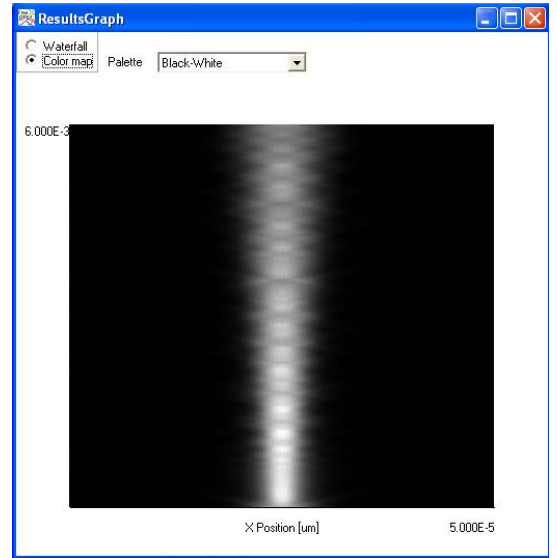 ResultsGraph
Waterfall
Color map Palette Black-White
6.000E-3
X Position [um] 5.000E-5